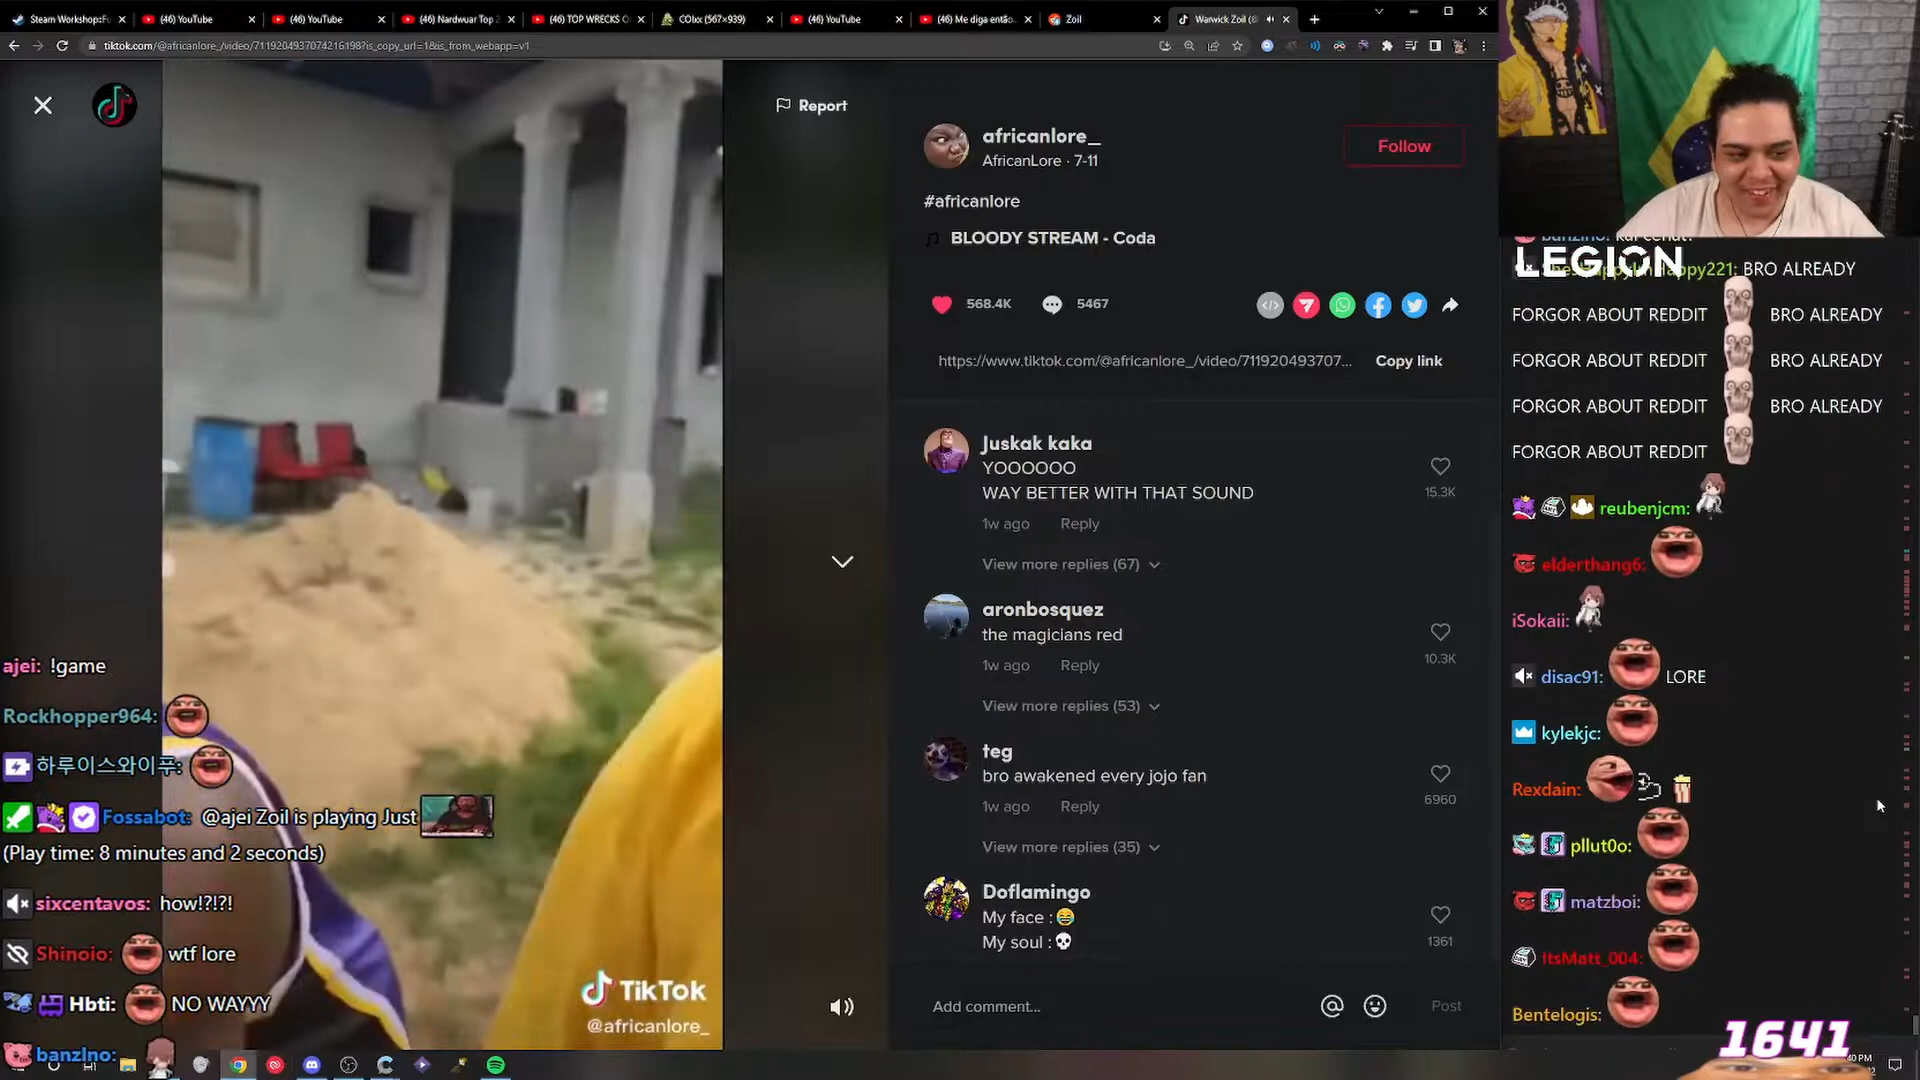 Steam Workshop: F
(46) YouTube
(46) YouTube
(46) Nardwuar Top
(46) TOP WRECKS O
COlxx (567×939)
(46) YouTube
(46) Me diga então
Zoil
Warwick Zoil (@
tiktok.com/@africanlore_/video/7119204937074216198?is_copy_url=1&is_from_webapp=v1
Report
africanlore_
AfricanLore · 7-11
Follow
#africanlore
BLOODY STREAM - Coda
568.4K
5467
https://www.tiktok.com/@africanlore_/video/711920493707...
Copy link
Juskak kaka
YOOOOOO
WAY BETTER WITH THAT SOUND
15.3K
1w ago Reply
View more replies (67)
aronbosquez
the magicians red
10.3K
1w ago Reply
View more replies (53)
teg
bro awakened every jojo fan
6960
1w ago Reply
View more replies (35)
Doflamingo
My face :
My soul :
1361
Add comment...
Post
TikTok
@africanlore_
ajei: !game
Rockhopper964:
하루이스와이푸:
Fossabot: @ajei Zoil is playing Just
(Play time: 8 minutes and 2 seconds)
sixcentavos: how!?!?!
Shinoio: wtf lore
Hbti: NO WAYYY
banzlno:
LEGION
BRO ALREADY
FORGOR ABOUT REDDIT BRO ALREADY
FORGOR ABOUT REDDIT BRO ALREADY
FORGOR ABOUT REDDIT BRO ALREADY
FORGOR ABOUT REDDIT
reubenjcm:
elderthang6:
iSokaii:
disac91: LORE
kylekjc:
Rexdain:
pllut0o:
matzboi:
ItsMatt_004:
Bentelogis:
1641